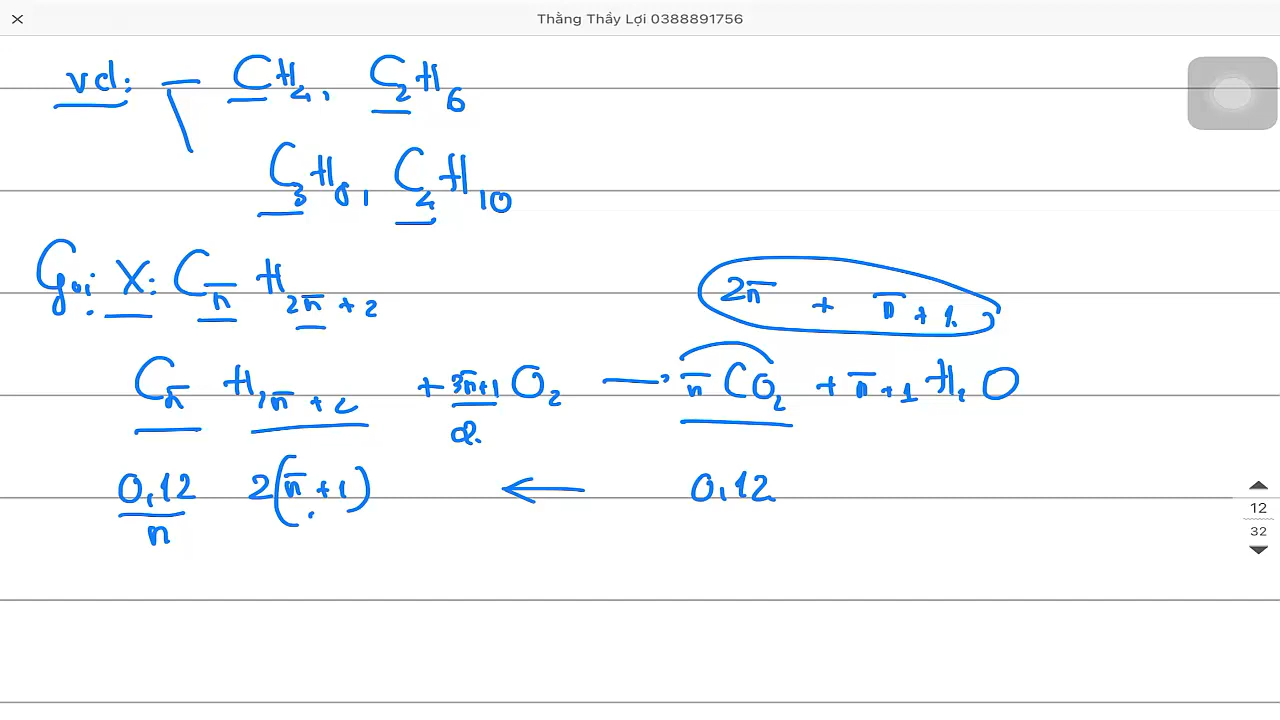 Thằng Thầy Lợi 0388891756
vd: CH₄, C₂H₆
C₃H₈, C₄H₁₀
Gọi X: Cn̅ H2n̅ + 2
2n̅ + n̅ + 1
Cn̅ H2n̅ + 2 + (3n̅+1)/2 O₂ → n̅ CO₂ + n̅ + 1 H₂O
0,12/n 2(n̅ + 1) ← 0,12
12
32